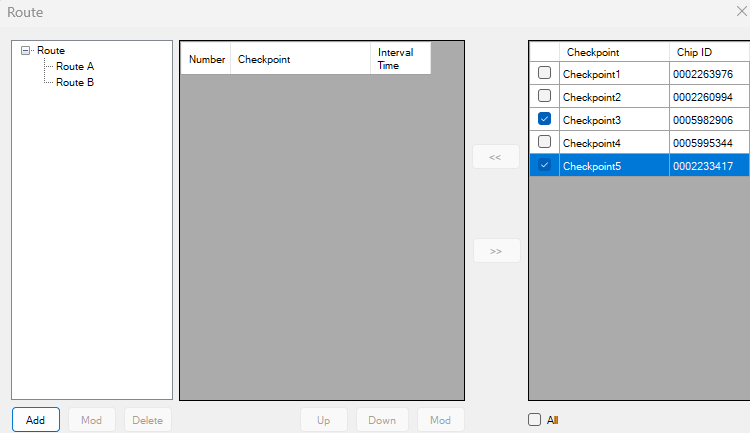 Route
Route
Route A
Route B
Number Checkpoint Interval Time
<<
>>
Checkpoint Chip ID
Checkpoint1 0002263976
Checkpoint2 0002260994
Checkpoint3 0005982906
Checkpoint4 0005995344
Checkpoint5 0002233417
Add Mod Delete
Up Down Mod
All